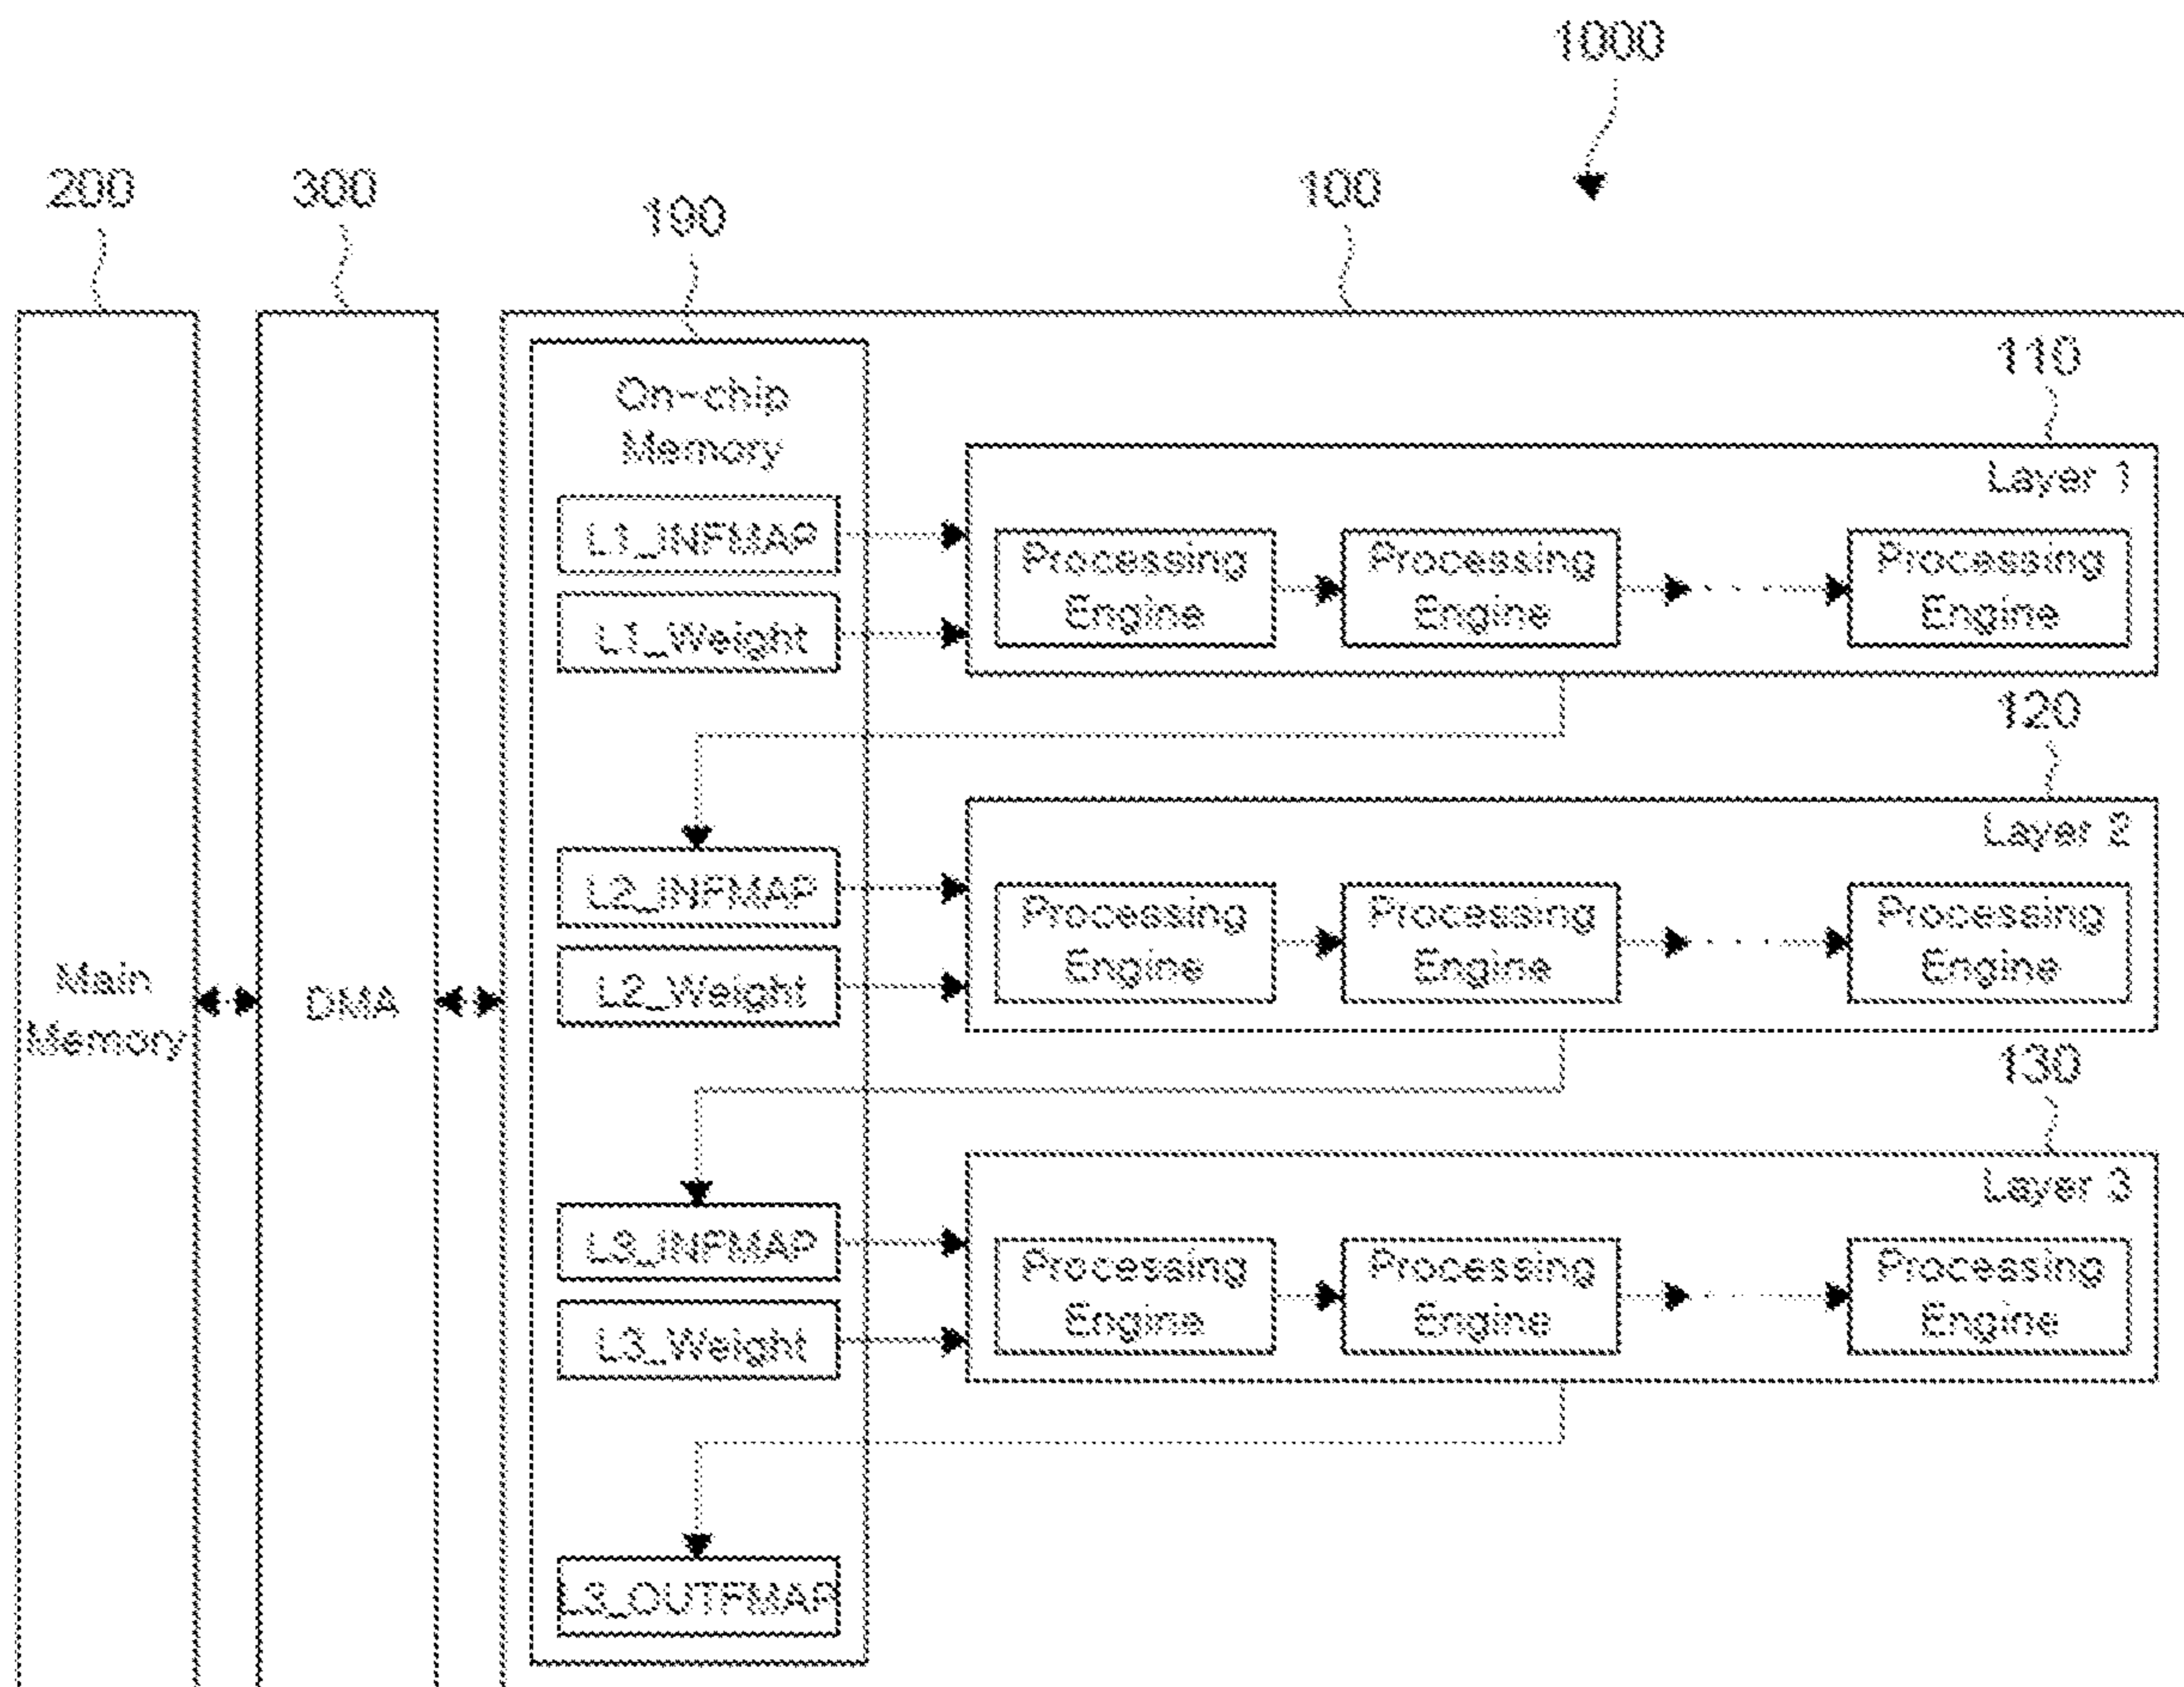 1000
200
300
190
100
110
On-chip
Memory
Layer 1
L1_INFMAP
Processing
Engine
Processing
Engine
Processing
Engine
L1_Weight
120
Layer 2
L2_INFMAP
Processing
Engine
Processing
Engine
Processing
Engine
L2_Weight
Main
Memory
DMA
130
Layer 3
L3_INFMAP
Processing
Engine
Processing
Engine
Processing
Engine
L3_Weight
L3_OUTFMAP